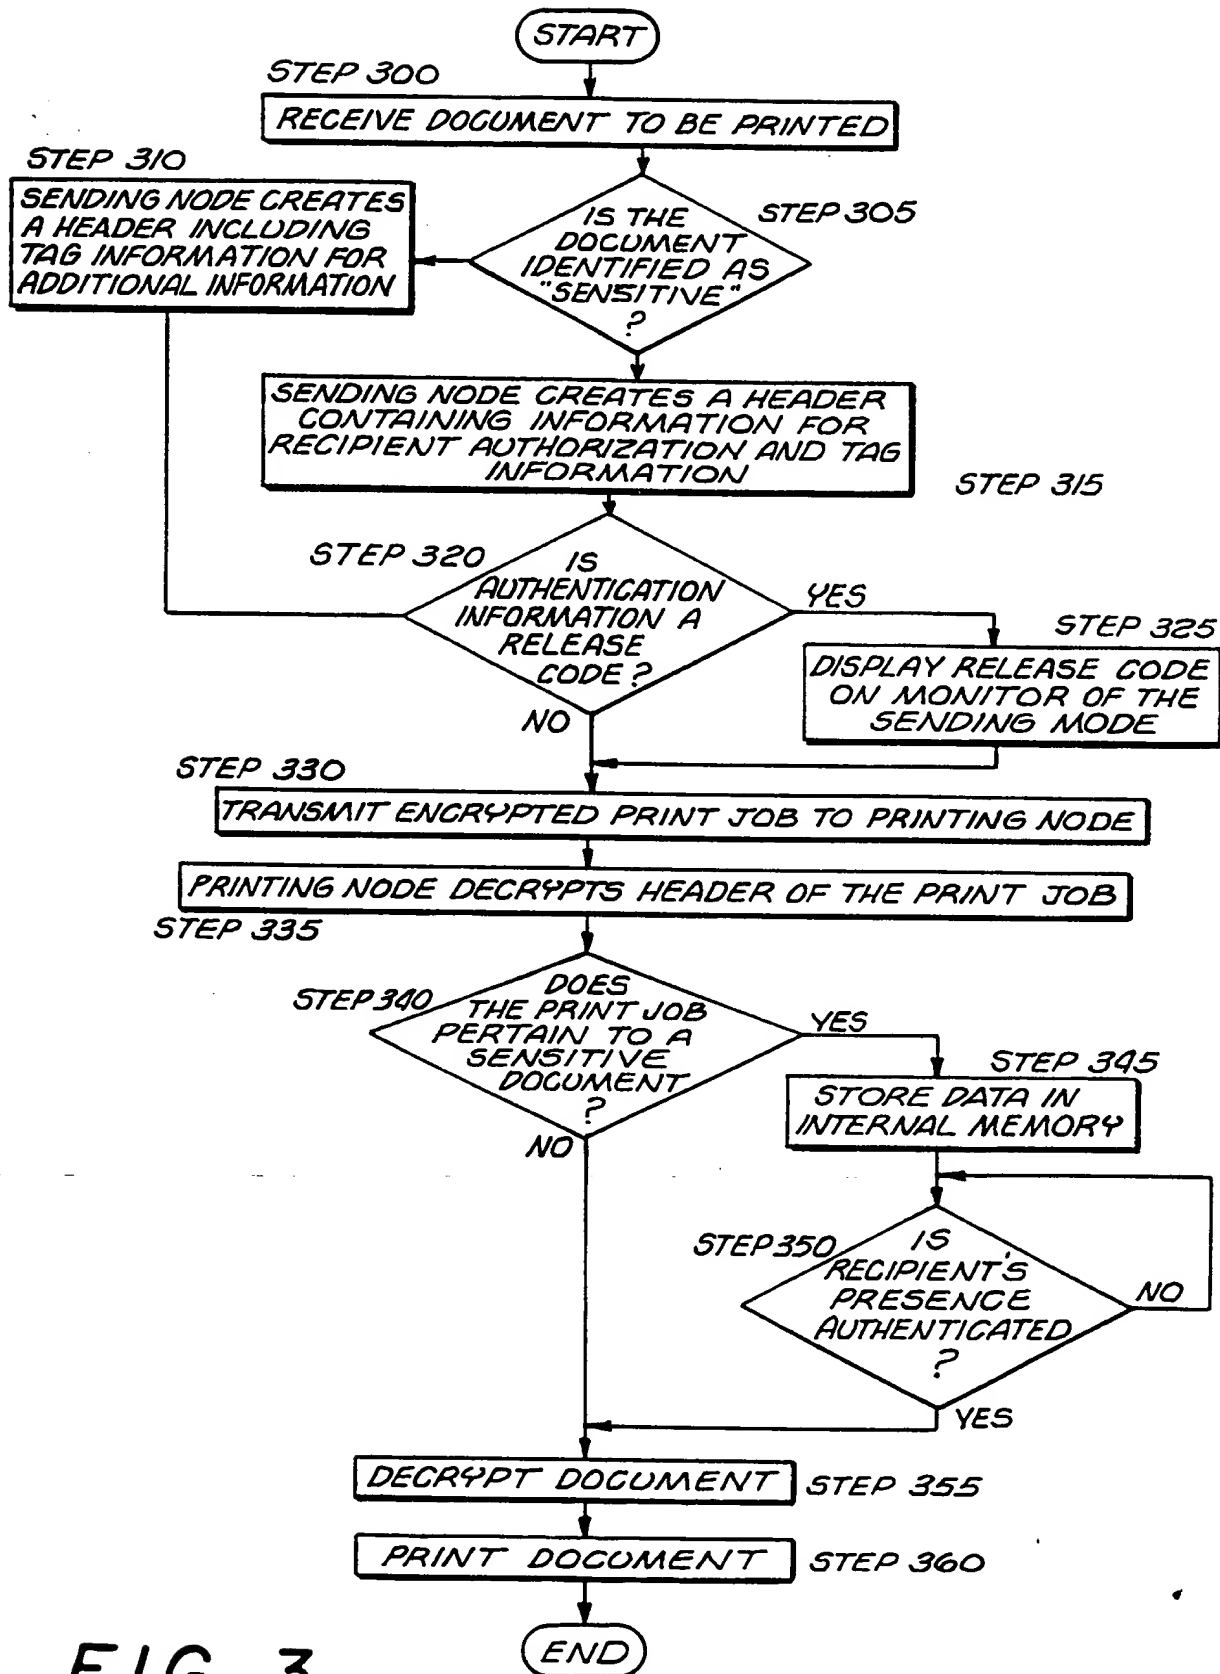 START
STEP 300
RECEIVE DOCUMENT TO BE PRINTED
STEP 310
SENDING NODE CREATES
A HEADER INCLUDING
TAG INFORMATION FOR
ADDITIONAL INFORMATION
STEP 305
IS THE
DOCUMENT
IDENTIFIED AS
"SENSITIVE"
?
SENDING NODE CREATES A HEADER
CONTAINING INFORMATION FOR
RECIPIENT AUTHORIZATION AND TAG
INFORMATION
STEP 315
STEP 320
IS
AUTHENTICATION
INFORMATION A
RELEASE
CODE?
YES
NO
STEP 325
DISPLAY RELEASE CODE
ON MONITOR OF THE
SENDING MODE
STEP 330
TRANSMIT ENCRYPTED PRINT JOB TO PRINTING NODE
PRINTING NODE DECRYPTS HEADER OF THE PRINT JOB
STEP 335
STEP 340
DOES
THE PRINT JOB
PERTAIN TO A
SENSITIVE
DOCUMENT
?
YES
NO
STEP 345
STORE DATA IN
INTERNAL MEMORY
STEP 350
IS
RECIPIENT'S
PRESENCE
AUTHENTICATED
?
NO
YES
DECRYPT DOCUMENT
STEP 355
PRINT DOCUMENT
STEP 360
END
FIG. 3